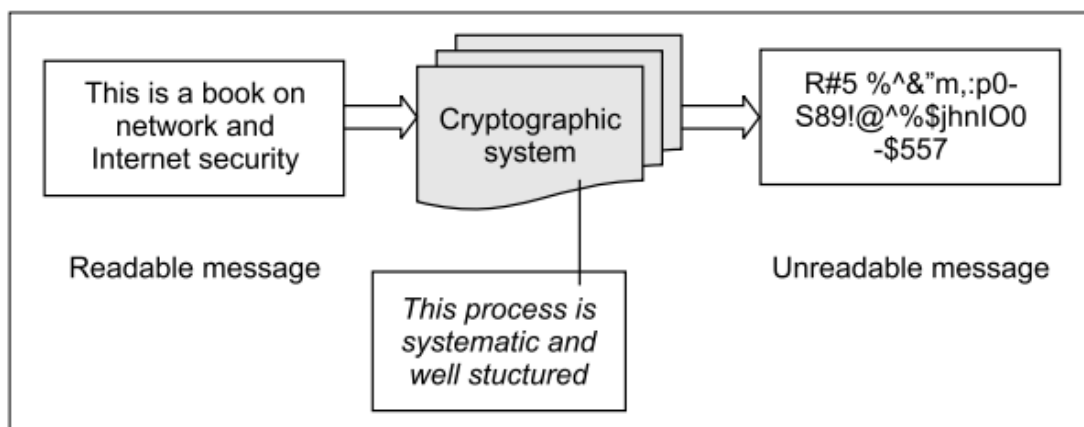 This is a book on
network and
Internet security
Cryptographic
system
R#5 %^&”m,:p0-
S89!@^%$jhnIO0
-$557
Readable message
Unreadable message
This process is
systematic and
well stuctured